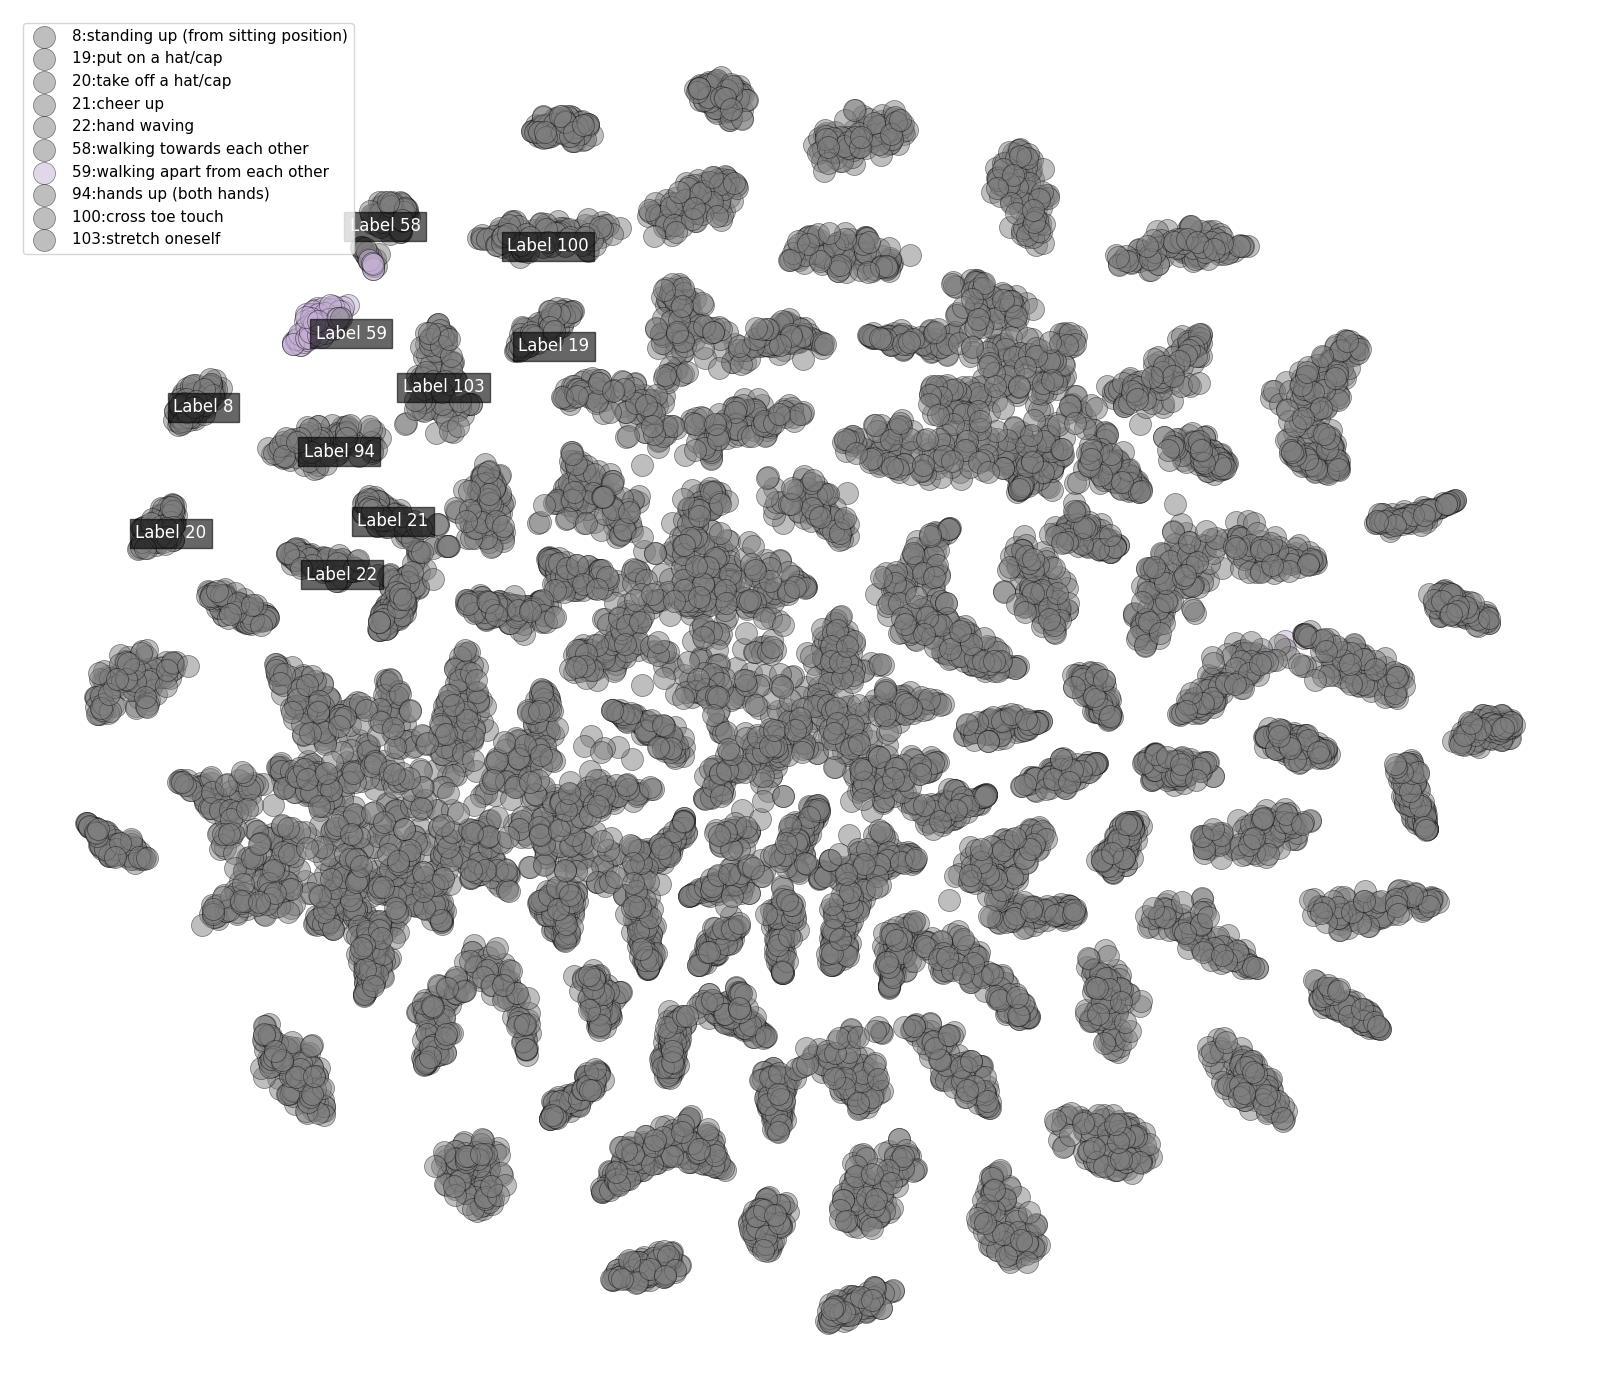 8:standing up (from sitting position)
19:put on a hat/cap
20:take off a hat/cap
21:cheer up
22:hand waving
58:walking towards each other
59:walking apart from each other
94:hands up (both hands)
100:cross toe touch
103:stretch oneself
Label 58
Label 100
Label 59
Label 19
Label 103
Label 8
Label 94
Label 21
Label 20
Label 22